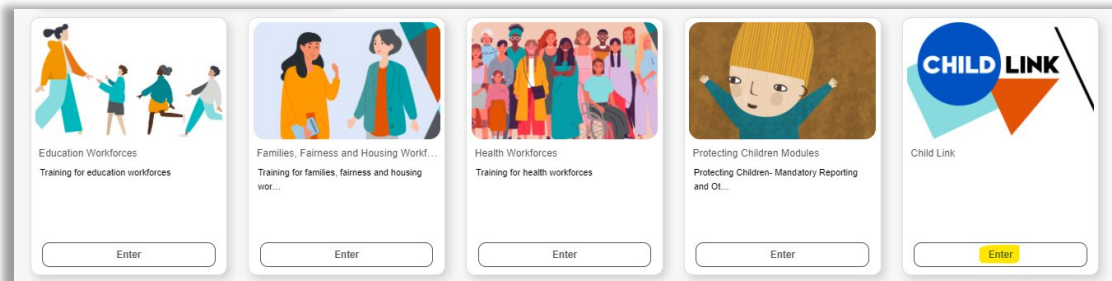 CHILD LINK
Education Workforces
Training for education workforces
Enter
Families, Fairness and Housing Workf...
Training for families, fairness and housing
wor...
Enter
Health Workforces
Training for health workforces
Enter
Protecting Children Modules
Protecting Children- Mandatory Reporting
and Ot...
Enter
Child Link
Enter